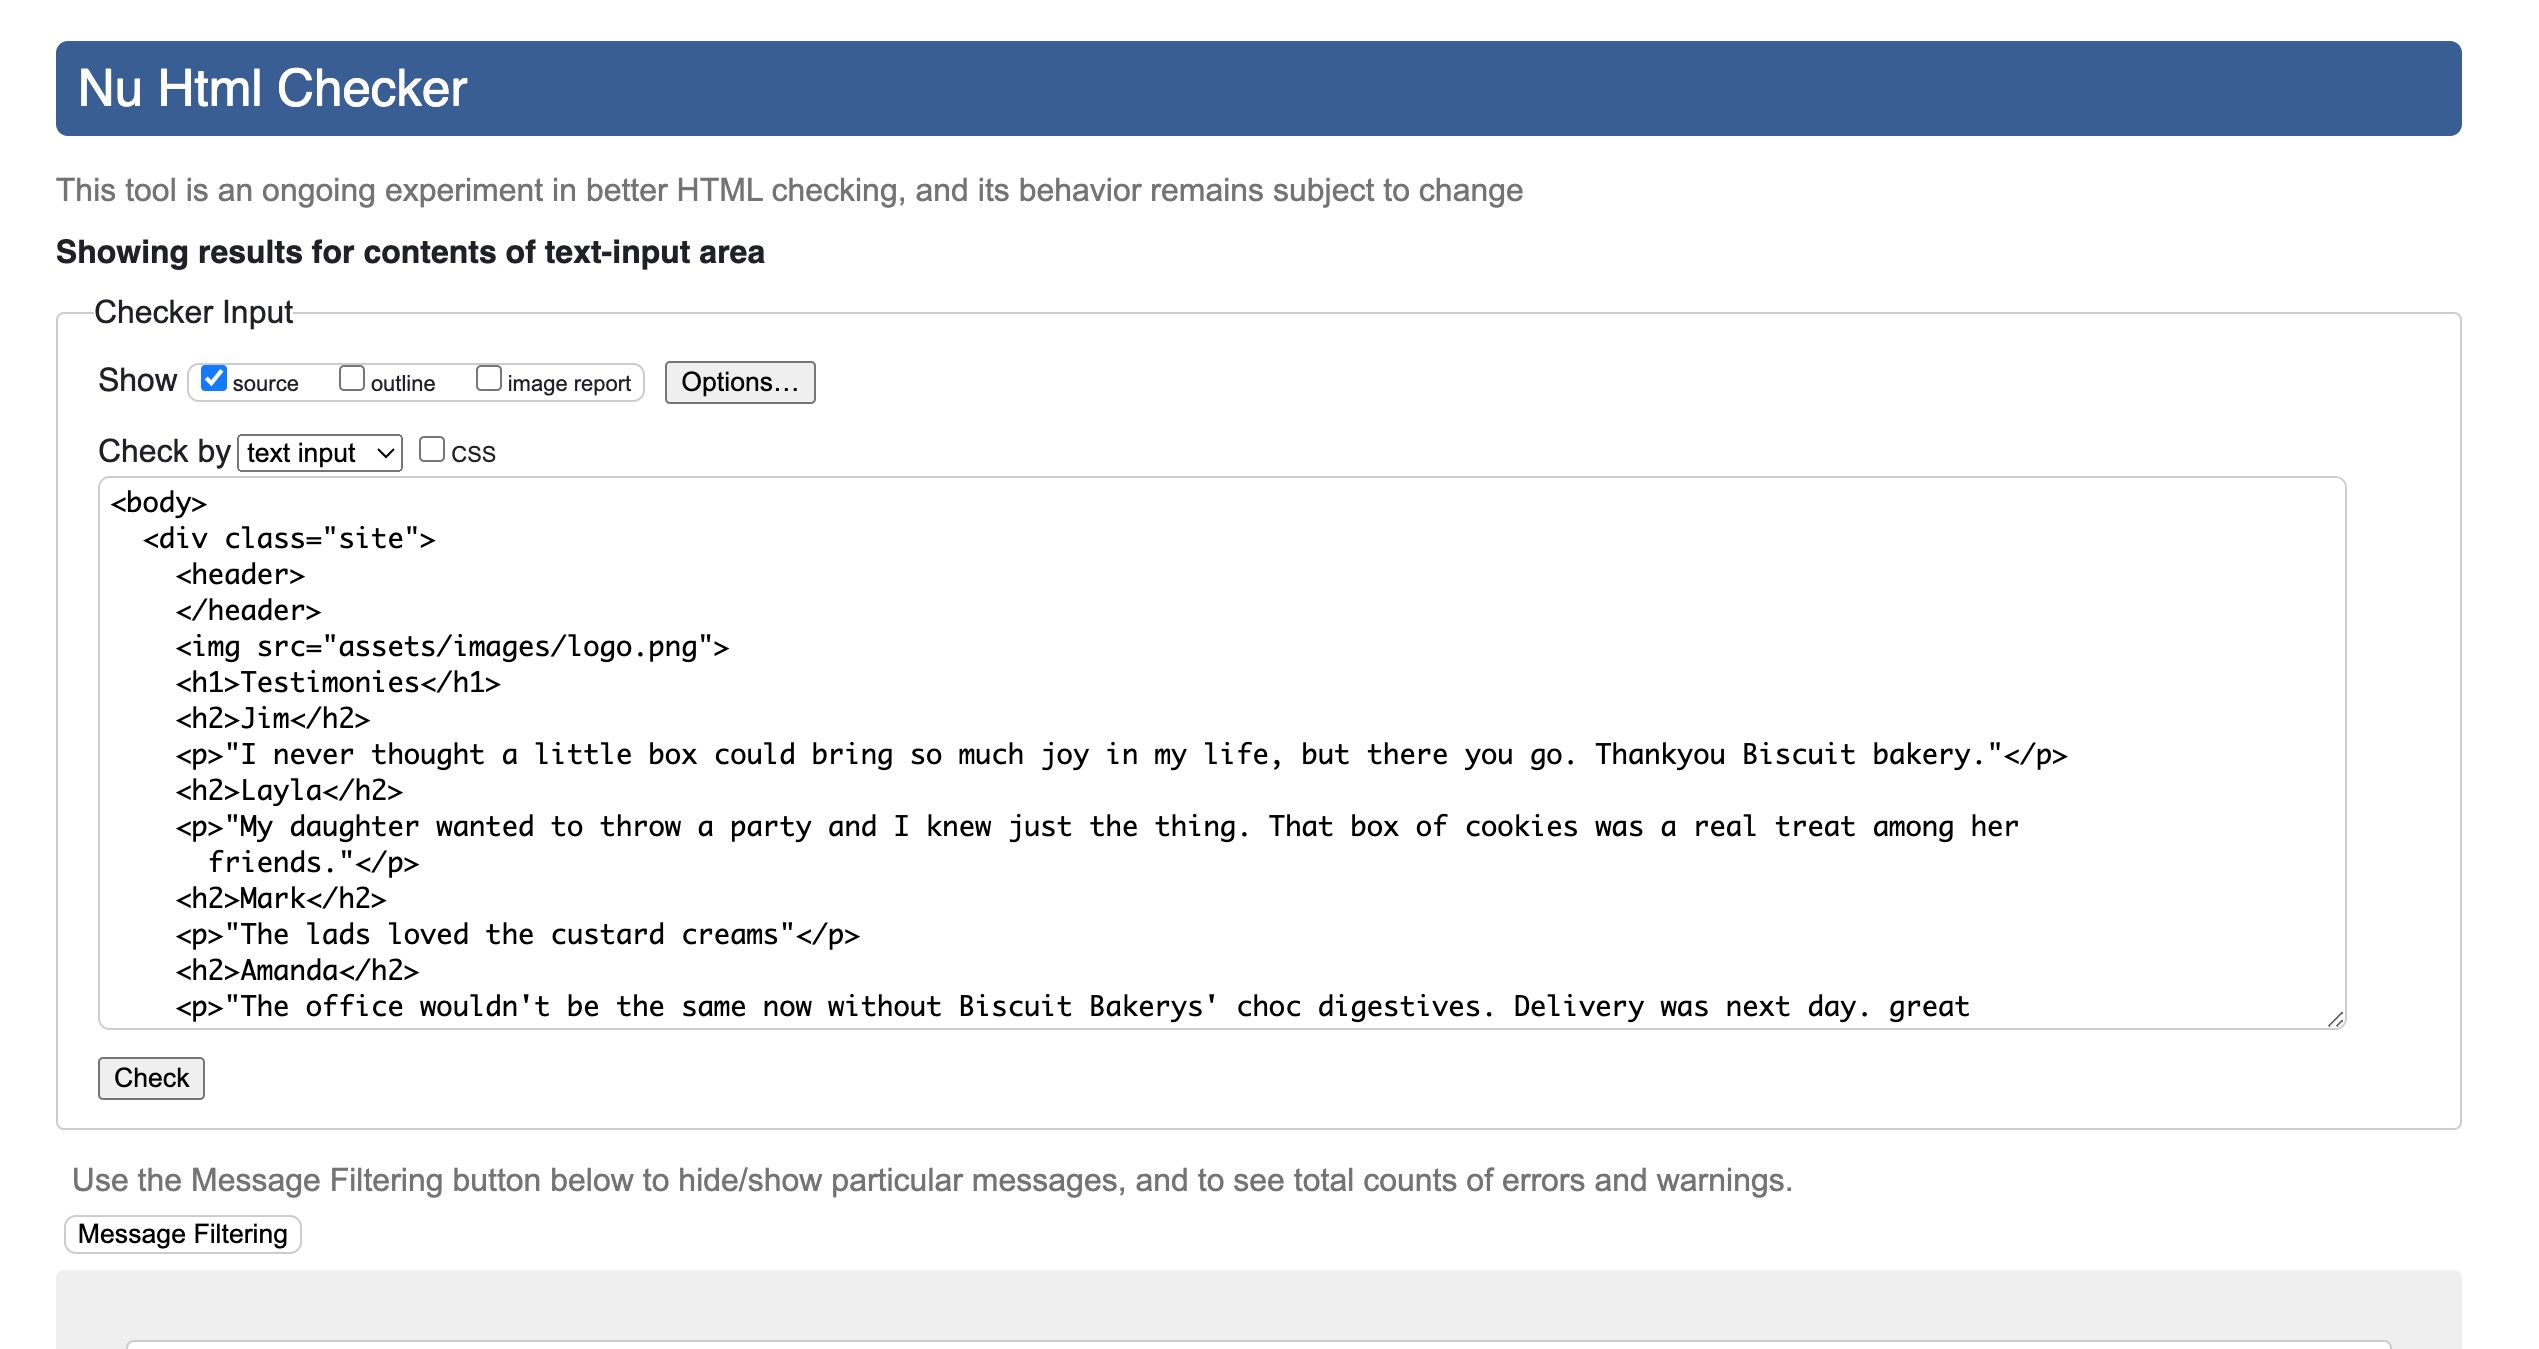 Nu Html Checker
This tool is an ongoing experiment in better HTML checking, and its behavior remains subject to change
Showing results for contents of text-input area
Checker Input
Show source outline image report Options...
Check by text input CSS
<body>
  <div class="site">
    <header>
    </header>
    <img src="assets/images/logo.png">
    <h1>Testimonies</h1>
    <h2>Jim</h2>
    <p>"I never thought a little box could bring so much joy in my life, but there you go. Thankyou Biscuit bakery."</p>
    <h2>Layla</h2>
    <p>"My daughter wanted to throw a party and I knew just the thing. That box of cookies was a real treat among her
      friends."</p>
    <h2>Mark</h2>
    <p>"The lads loved the custard creams"</p>
    <h2>Amanda</h2>
    <p>"The office wouldn't be the same now without Biscuit Bakerys' choc digestives. Delivery was next day. great
Check
Use the Message Filtering button below to hide/show particular messages, and to see total counts of errors and warnings.
Message Filtering